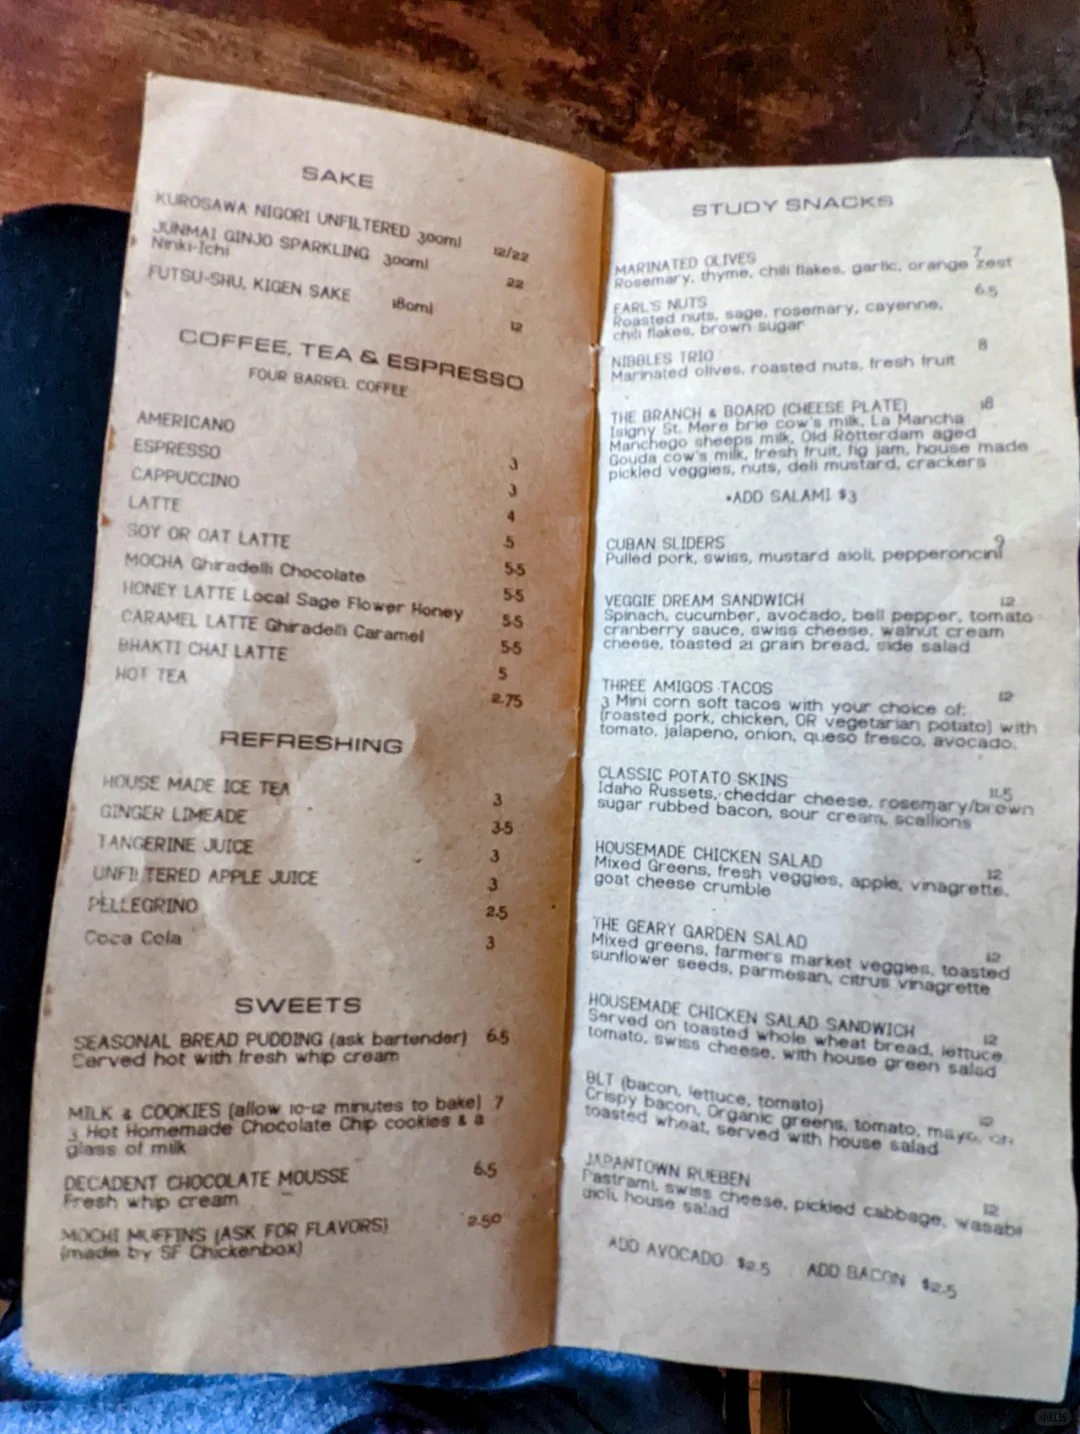 SAKE
KUROSAWA NIGORI UNFILTERED 300ml 12/22
JUNMAI GINJO SPARKLING 300ml 22
Ninki-Ichi
FUTSU-SHU, KIGEN SAKE 180ml 12
COFFEE, TEA & ESPRESSO
FOUR BARREL COFFEE
AMERICANO 3
ESPRESSO 3
CAPPUCCINO 4
LATTE 5
SOY OR OAT LATTE 5.5
MOCHA Ghiradelli Chocolate 5.5
HONEY LATTE Local Sage Flower Honey 5.5
CARAMEL LATTE Ghiradelli Caramel 5.5
BHAKTI CHAI LATTE 5
HOT TEA 2.75
REFRESHING
HOUSE MADE ICE TEA 3
GINGER LIMEADE 3.5
TANGERINE JUICE 3
UNFILTERED APPLE JUICE 3
PELLEGRINO 2.5
Coca Cola 3
SWEETS
SEASONAL BREAD PUDDING (ask bartender) 6.5
Served hot with fresh whip cream
MILK & COOKIES (allow 10-12 minutes to bake) 7
3 Hot Homemade Chocolate Chip cookies & a
glass of milk
DECADENT CHOCOLATE MOUSSE 6.5
Fresh whip cream
MOCHI MUFFINS (ASK FOR FLAVORS) 2.50
(made by SF Chickenbox)
STUDY SNACKS
MARINATED OLIVES 7
Rosemary, thyme, chili flakes, garlic, orange zest
EARL'S NUTS 6.5
Roasted nuts, sage, rosemary, cayenne,
chili flakes, brown sugar
NIBBLES TRIO 8
Marinated olives, roasted nuts, fresh fruit
THE BRANCH & BOARD (CHEESE PLATE) 18
Isigny St. Mere brie cow's milk, La Mancha
Manchego sheeps milk, Old Rotterdam aged
Gouda cow's milk, fresh fruit, fig jam, house made
pickled veggies, nuts, deli mustard, crackers
*ADD SALAMI $3
CUBAN SLIDERS 9
Pulled pork, swiss, mustard aioli, pepperoncini
VEGGIE DREAM SANDWICH 12
Spinach, cucumber, avocado, bell pepper, tomato
cranberry sauce, swiss cheese, walnut cream
cheese, toasted 21 grain bread, side salad
THREE AMIGOS TACOS 12
3 Mini corn soft tacos with your choice of:
(roasted pork, chicken, OR vegetarian potato) with
tomato, jalapeno, onion, queso fresco, avocado.
CLASSIC POTATO SKINS 11.5
Idaho Russets, cheddar cheese, rosemary/brown
sugar rubbed bacon, sour cream, scallions
HOUSEMADE CHICKEN SALAD 12
Mixed Greens, fresh veggies, apple, vinagrette,
goat cheese crumble
THE GEARY GARDEN SALAD 12
Mixed greens, farmers market veggies, toasted
sunflower seeds, parmesan, citrus vinagrette
HOUSEMADE CHICKEN SALAD SANDWICH 12
Served on toasted whole wheat bread, lettuce
tomato, swiss cheese, with house green salad
BLT (bacon, lettuce, tomato) 12
Crispy bacon, Organic greens, tomato, mayo, on
toasted wheat, served with house salad
JAPANTOWN RUEBEN 12
Pastrami, swiss cheese, pickled cabbage, wasabi
aioli, house salad
ADD AVOCADO $2.5 ADD BACON $2.5